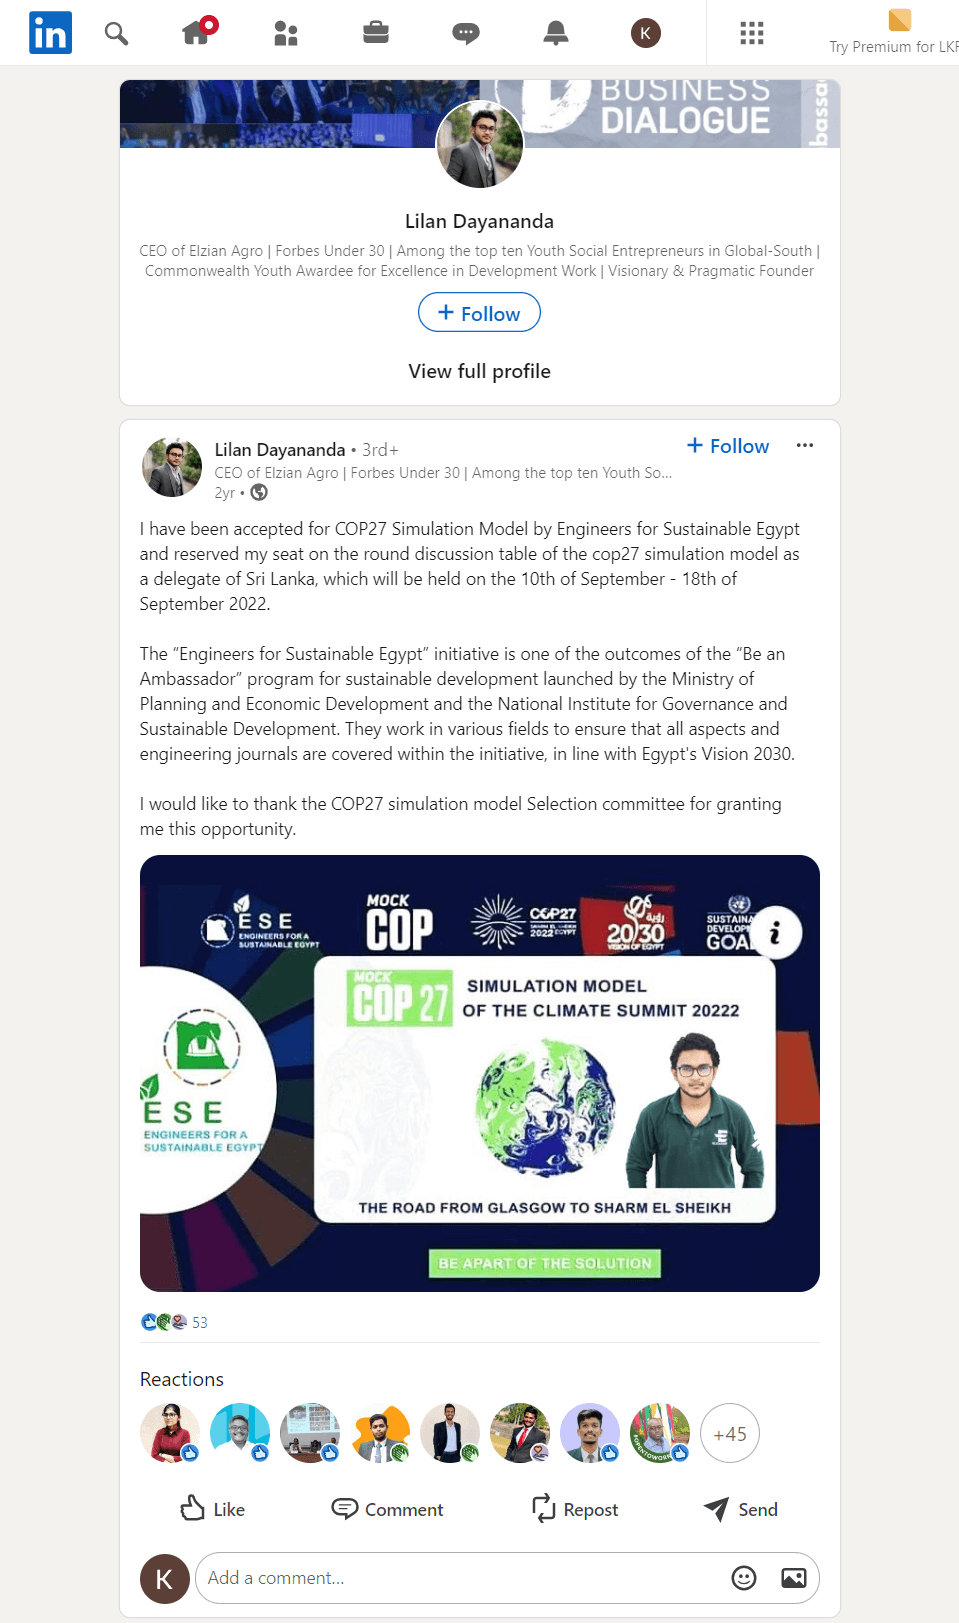 in
K
Try Premium for LKR
BUSINESS
DIALOGUE
bassa
Lilan Dayananda
CEO of Elzian Agro | Forbes Under 30 | Among the top ten Youth Social Entrepreneurs in Global-South |
Commonwealth Youth Awardee for Excellence in Development Work | Visionary & Pragmatic Founder
+ Follow
View full profile
Lilan Dayananda • 3rd+
+ Follow
CEO of Elzian Agro | Forbes Under 30 | Among the top ten Youth So...
2yr •
I have been accepted for COP27 Simulation Model by Engineers for Sustainable Egypt
and reserved my seat on the round discussion table of the cop27 simulation model as
a delegate of Sri Lanka, which will be held on the 10th of September - 18th of
September 2022.
The “Engineers for Sustainable Egypt” initiative is one of the outcomes of the “Be an
Ambassador” program for sustainable development launched by the Ministry of
Planning and Economic Development and the National Institute for Governance and
Sustainable Development. They work in various fields to ensure that all aspects and
engineering journals are covered within the initiative, in line with Egypt's Vision 2030.
I would like to thank the COP27 simulation model Selection committee for granting
me this opportunity.
ESE
ENGINEERS FOR A
SUSTAINABLE EGYPT
MOCK
COP
COP27
SHARM EL SHEIKH
2022 EGYPT
رؤية
2030
VISION OF EGYPT
SUSTAINA
DEVELOP
GOAL
i
MOCK
COP 27
SIMULATION MODEL
OF THE CLIMATE SUMMIT 20222
ESE
ENGINEERS FOR A
SUSTAINABLE EGYPT
THE ROAD FROM GLASGOW TO SHARM EL SHEIKH
BE APART OF THE SOLUTION
53
Reactions
#OPENTOWORK
+45
Like
Comment
Repost
Send
K
Add a comment...